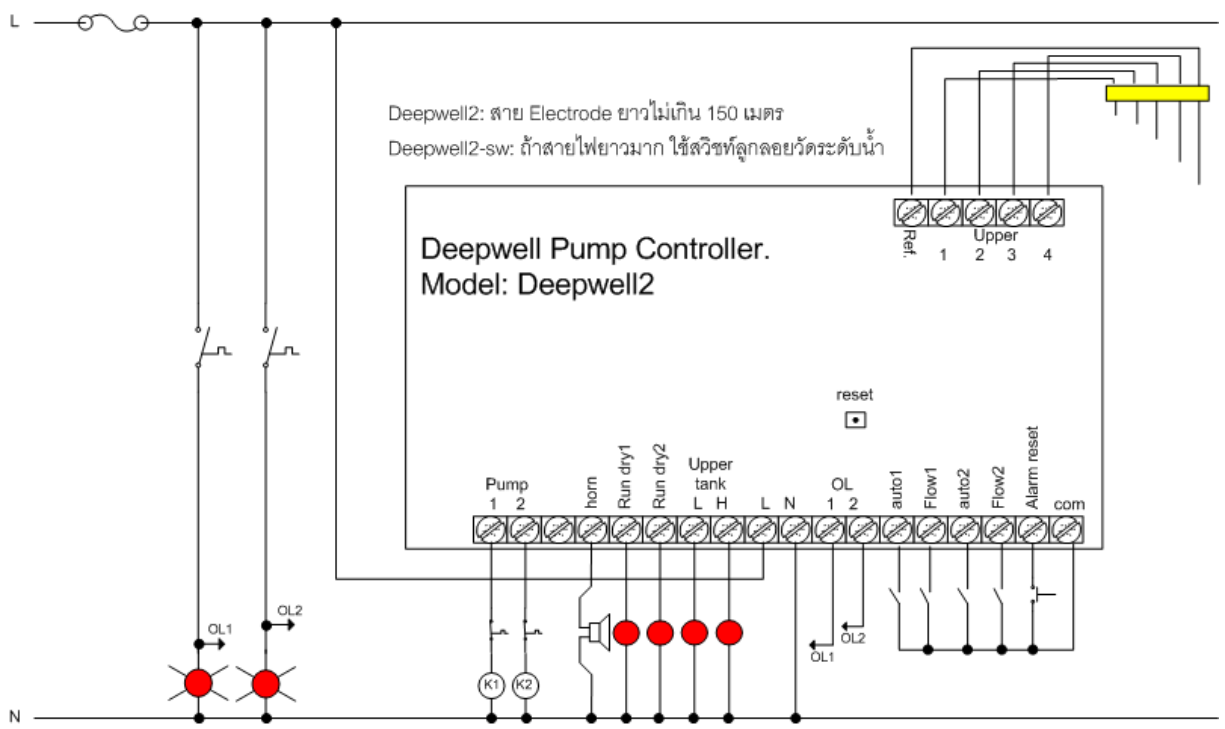 L
Deepwell2: สาย Electrode ยาวไม่เกิน 150 เมตร
Deepwell2-sw: ถ้าสายไฟยาวมาก ใช้สวิชท์ลูกลอยวัดระดับน้ำ
Ref.
Upper
1 2 3 4
Deepwell Pump Controller.
Model: Deepwell2
reset
Pump
1 2
horn
Run dry1
Run dry2
Upper
tank
L H
L N
OL
1 2
auto1
Flow1
auto2
Flow2
Alarm reset
com
OL1
OL2
K1
K2
OL1
OL2
N